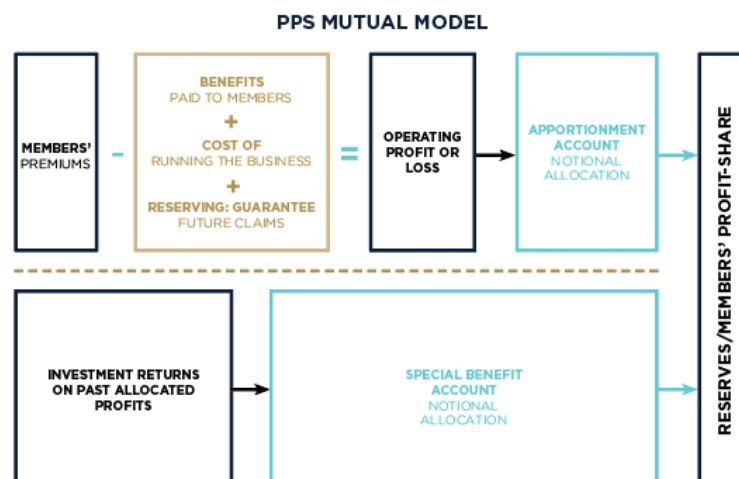 PPS MUTUAL MODEL
MEMBERS'
PREMIUMS
-
BENEFITS
PAID TO MEMBERS
+
COST OF
RUNNING THE BUSINESS
+
RESERVING: GUARANTEE
FUTURE CLAIMS
=
OPERATING
PROFIT OR
LOSS
APPORTIONMENT
ACCOUNT
NOTIONAL
ALLOCATION
INVESTMENT RETURNS
ON PAST ALLOCATED
PROFITS
SPECIAL BENEFIT
ACCOUNT
NOTIONAL
ALLOCATION
RESERVES/MEMBERS' PROFIT-SHARE